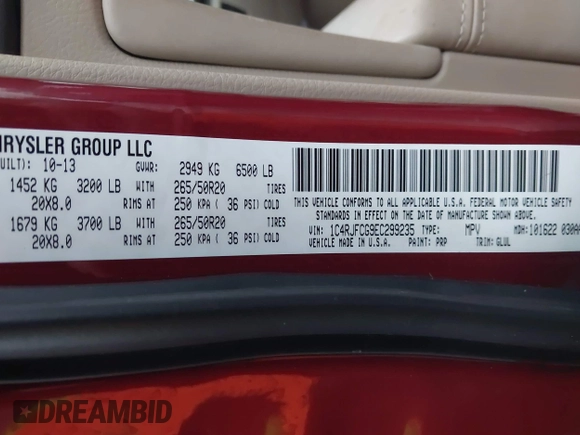 HRYSLER GROUP LLC
UILT): 10-13 GVWR: 2949 KG 6500 LB
1452 KG 3200 LB WITH 265/50R20 TIRES
20X8.0 RIMS AT 250 KPA ( 36 PSI) COLD
1679 KG 3700 LB WITH 265/50R20 TIRES
20X8.0 RIMS AT 250 KPA ( 36 PSI) COLD
THIS VEHICLE CONFORMS TO ALL APPLICABLE U.S.A. FEDERAL MOTOR VEHICLE SAFETY
STANDARDS IN EFFECT ON THE DATE OF MANUFACTURE SHOWN ABOVE.
VIN: 1C4RJFCG9EC299235 TYPE: MPV MDH: 101622 030AA
VEHICLE MADE IN U.S.A. PAINT: PRP TRIM: GLUL
DREAMBID